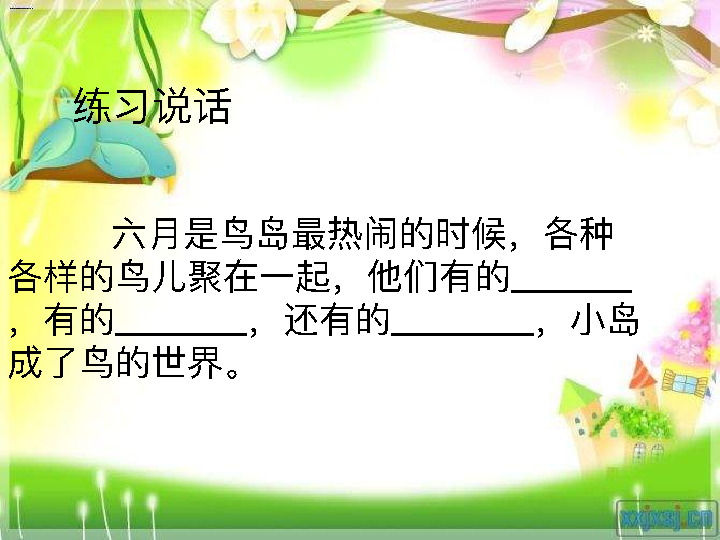 练习说话
六月是鸟岛最热闹的时候，各种
各样的鸟儿聚在一起，他们有的_______
，有的________，还有的________，小岛
成了鸟的世界。
xxjxsj.cn